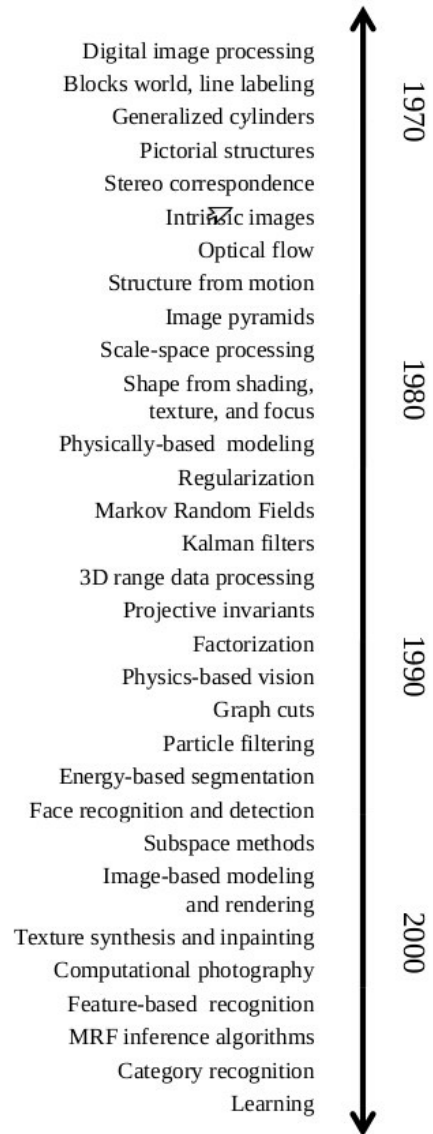 Digital image processing
Blocks world, line labeling
Generalized cylinders
Pictorial structures
Stereo correspondence
Intrinsic images
Optical flow
Structure from motion
Image pyramids
Scale-space processing
Shape from shading,
texture, and focus
Physically-based modeling
Regularization
Markov Random Fields
Kalman filters
3D range data processing
Projective invariants
Factorization
Physics-based vision
Graph cuts
Particle filtering
Energy-based segmentation
Face recognition and detection
Subspace methods
Image-based modeling
and rendering
Texture synthesis and inpainting
Computational photography
Feature-based recognition
MRF inference algorithms
Category recognition
Learning
1970
1980
1990
2000